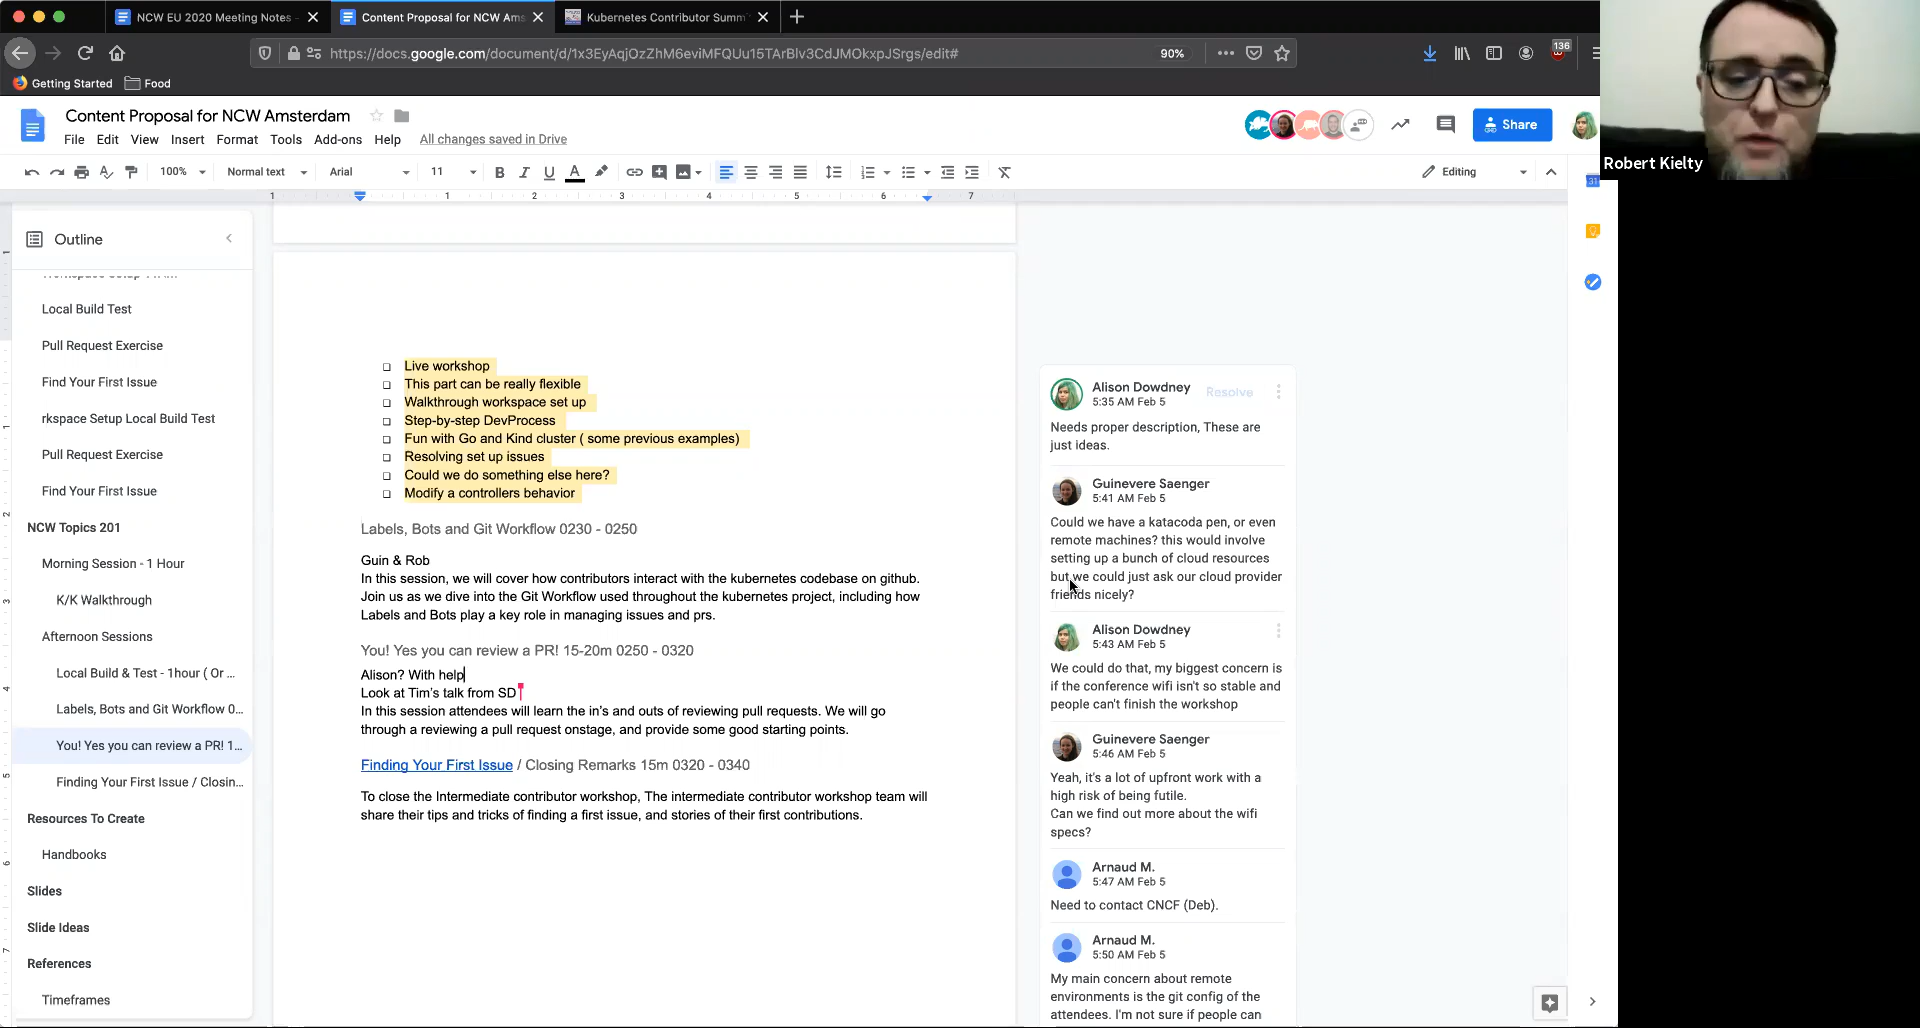 NCW EU 2020 Meeting Notes -
Content Proposal for NCW Ams
Kubernetes Contributor Summ
https://docs.google.com/document/d/1x3EyAqjOzZhM6eviMFQUu15TArBlv3CdJMOkxpJSrgs/edit#
90%
136
Getting Started
Food
Content Proposal for NCW Amsterdam
File Edit View Insert Format Tools Add-ons Help
All changes saved in Drive
Share
100%
Normal text
Arial
11
B I U A
Editing
1 1 2 3 4 5 6 7
Robert Kielty
31
Outline
Local Build Test
Pull Request Exercise
Find Your First Issue
rkspace Setup Local Build Test
Pull Request Exercise
Find Your First Issue
NCW Topics 201
Morning Session - 1 Hour
K/K Walkthrough
Afternoon Sessions
Local Build & Test - 1hour ( Or ...
Labels, Bots and Git Workflow 0...
You! Yes you can review a PR! 1...
Finding Your First Issue / Closin...
Resources To Create
Handbooks
Slides
Slide Ideas
References
Timeframes
1
1
2
3
4
5
6
7
Live workshop
This part can be really flexible
Walkthrough workspace set up
Step-by-step DevProcess
Fun with Go and Kind cluster ( some previous examples)
Resolving set up issues
Could we do something else here?
Modify a controllers behavior
Labels, Bots and Git Workflow 0230 - 0250
Guin & Rob
In this session, we will cover how contributors interact with the kubernetes codebase on github.
Join us as we dive into the Git Workflow used throughout the kubernetes project, including how
Labels and Bots play a key role in managing issues and prs.
You! Yes you can review a PR! 15-20m 0250 - 0320
Alison? With help
Look at Tim's talk from SD
In this session attendees will learn the in's and outs of reviewing pull requests. We will go
through a reviewing a pull request onstage, and provide some good starting points.
Finding Your First Issue / Closing Remarks 15m 0320 - 0340
To close the Intermediate contributor workshop, The intermediate contributor workshop team will
share their tips and tricks of finding a first issue, and stories of their first contributions.
Alison Dowdney
Resolve
5:35 AM Feb 5
Needs proper description, These are
just ideas.
Guinevere Saenger
5:41 AM Feb 5
Could we have a katacoda pen, or even
remote machines? this would involve
setting up a bunch of cloud resources
but we could just ask our cloud provider
friends nicely?
Alison Dowdney
5:43 AM Feb 5
We could do that, my biggest concern is
if the conference wifi isn't so stable and
people can't finish the workshop
Guinevere Saenger
5:46 AM Feb 5
Yeah, it's a lot of upfront work with a
high risk of being futile.
Can we find out more about the wifi
specs?
Arnaud M.
5:47 AM Feb 5
Need to contact CNCF (Deb).
Arnaud M.
5:50 AM Feb 5
My main concern about remote
environments is the git config of the
attendees. I'm not sure if people can